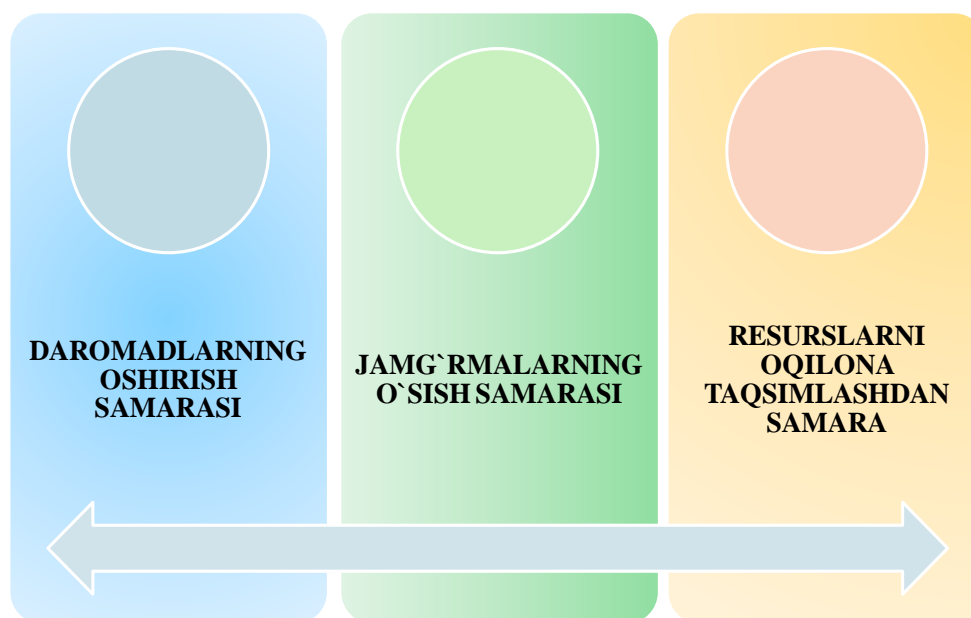 DAROMADLARNING
OSHIRISH
SAMARASI
JAMG`RMALARNING
O`SISH SAMARASI
RESURSLARNI
OQILONA
TAQSIMLASHDAN
SAMARA